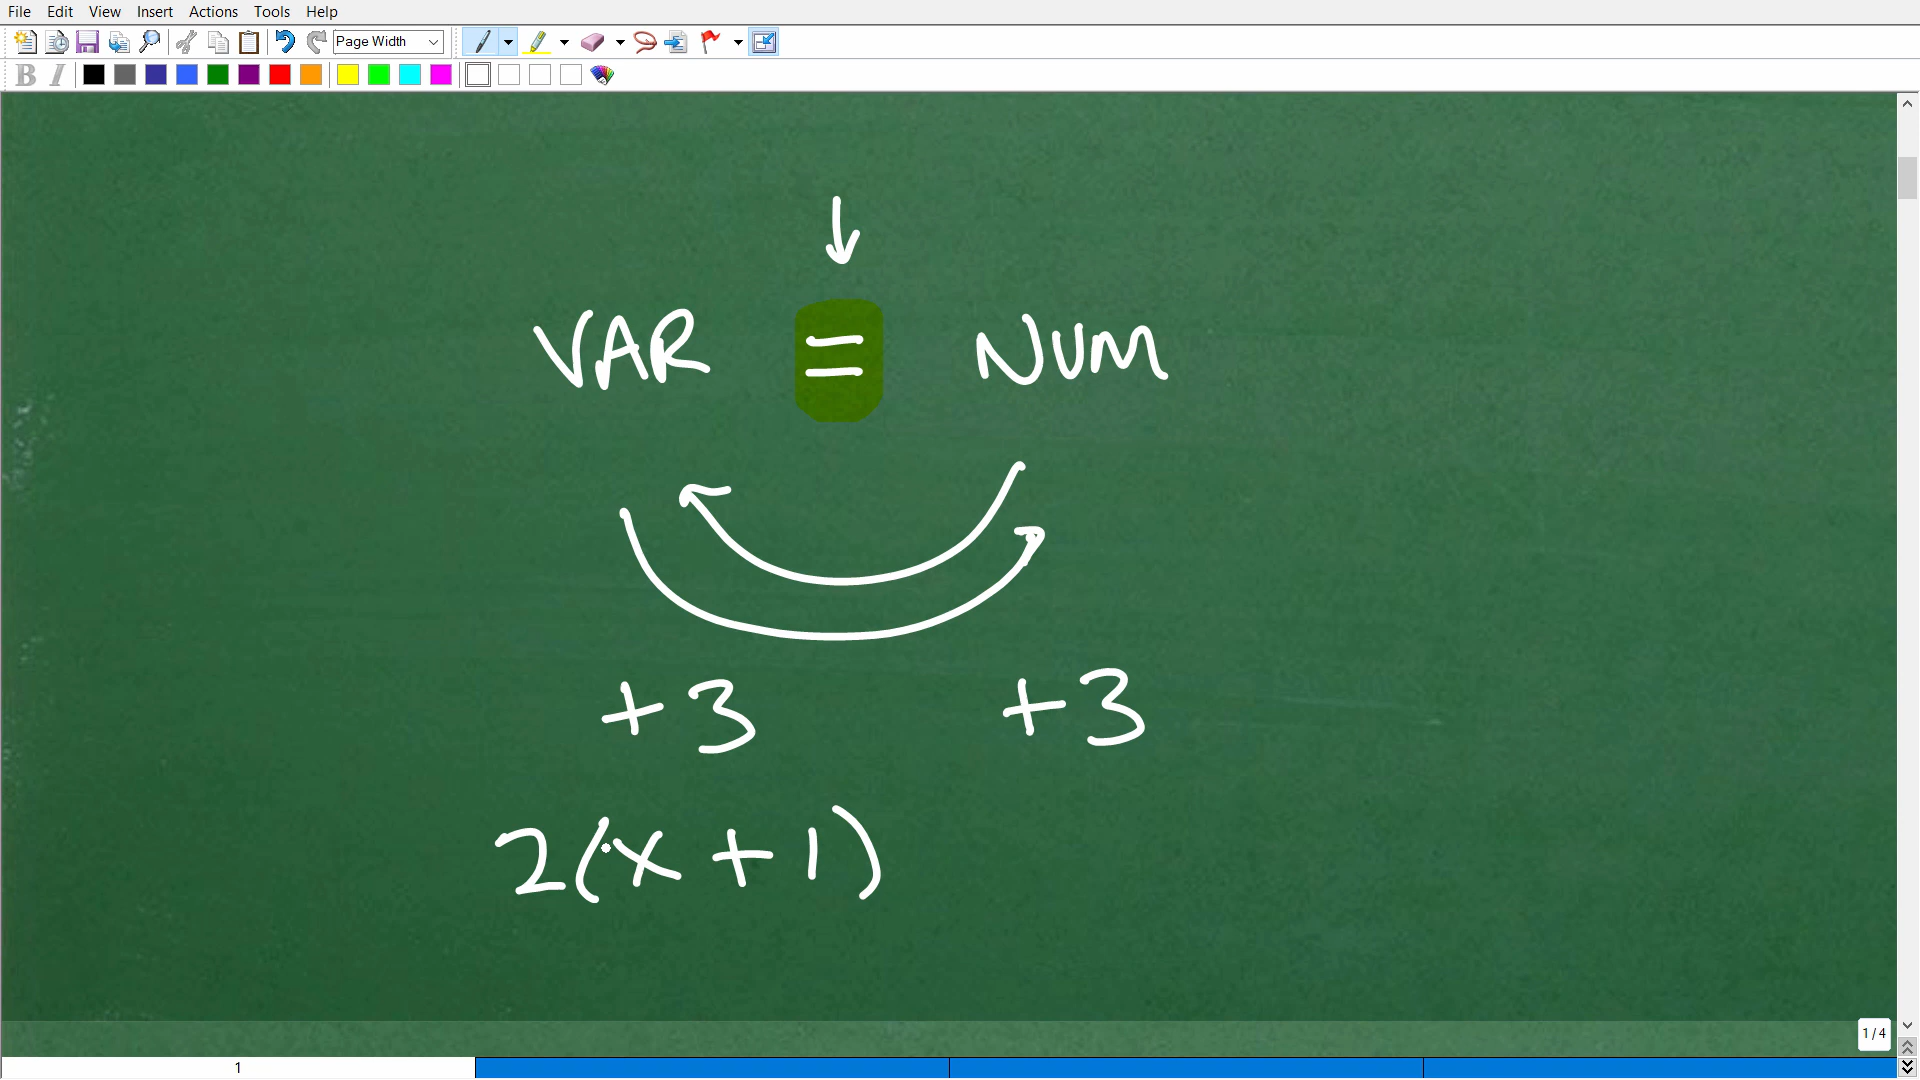 File Edit View Insert Actions Tools Help
Page Width
B I
VAR = NUM
+3 +3
2(x + 1)
1 / 4
1